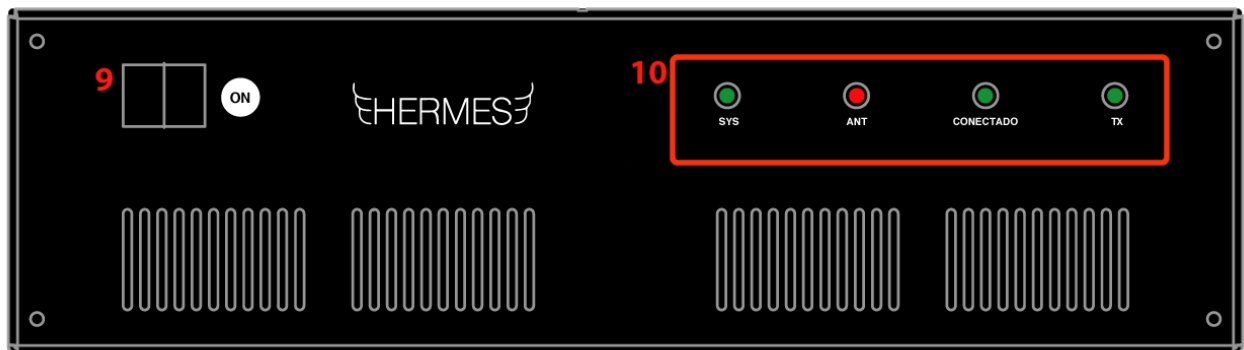 9
ON
HERMES
10
SYS
ANT
CONECTADO
TX